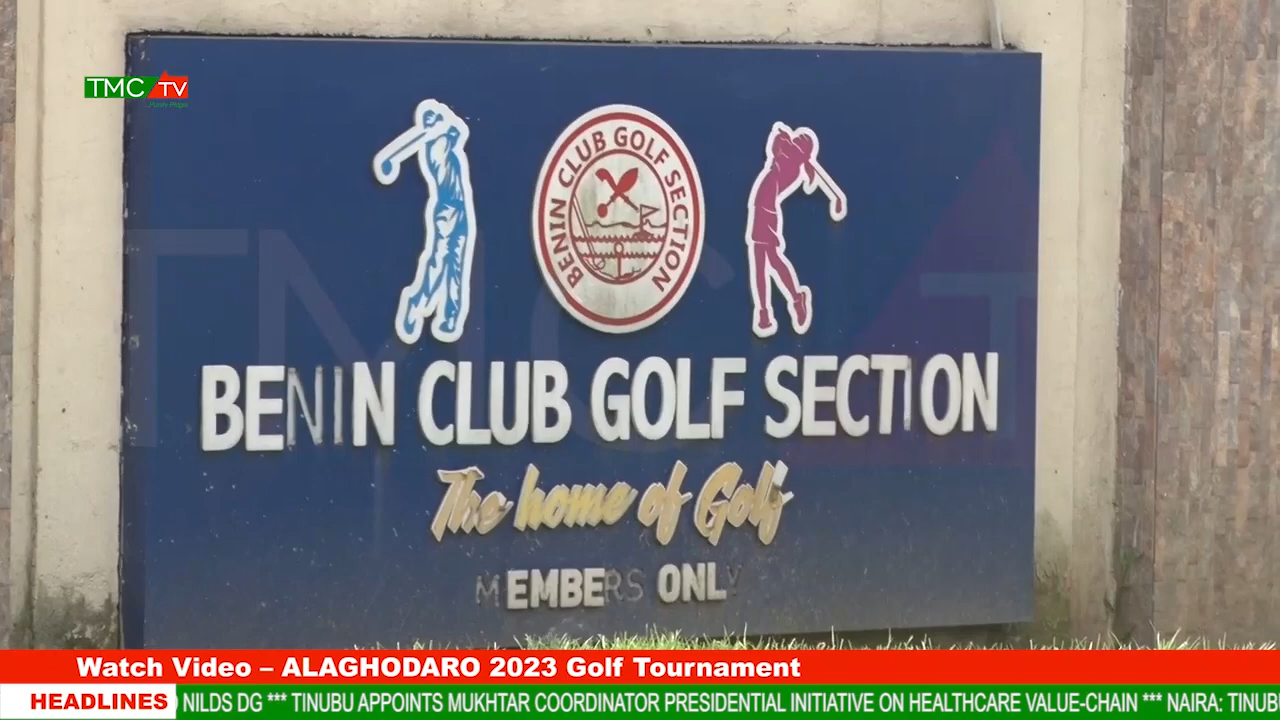 TMC TV
BENIN CLUB GOLF SECTION
BENIN CLUB GOLF SECTION
The home of Golf
MEMBERS ONLY
Watch Video – ALAGHODARO 2023 Golf Tournament
HEADLINES
NILDS DG *** TINUBU APPOINTS MUKHTAR COORDINATOR PRESIDENTIAL INITIATIVE ON HEALTHCARE VALUE-CHAIN *** NAIRA: TINUB